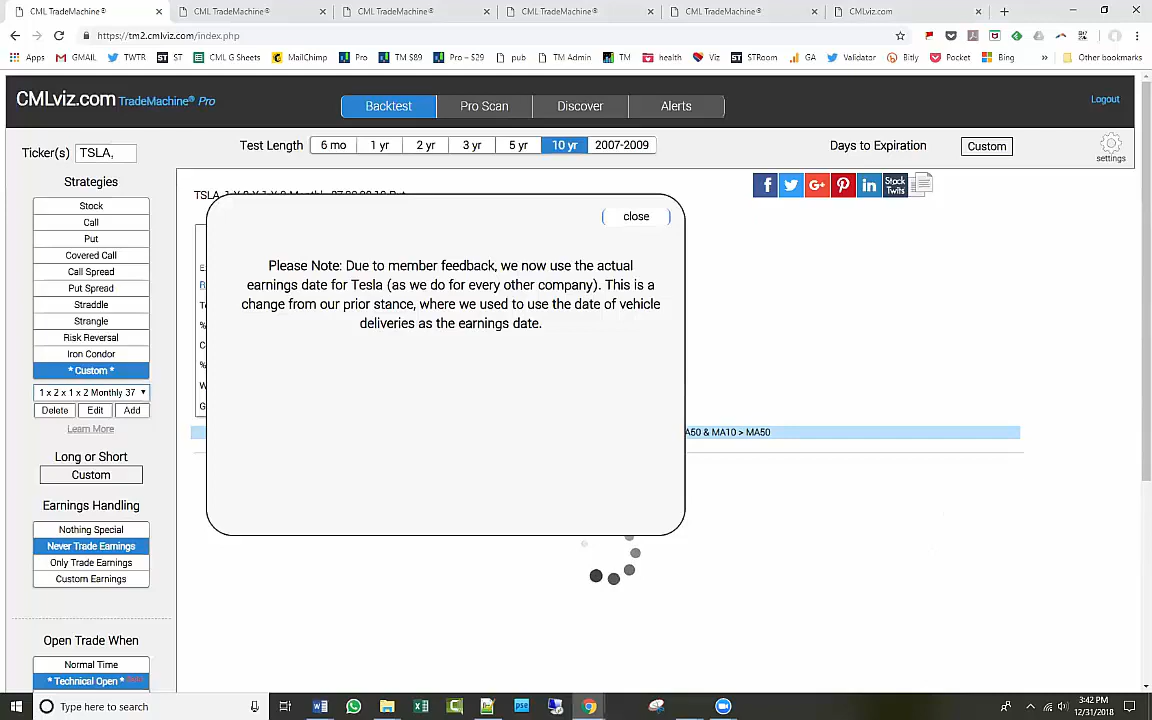 CML TradeMachine®
CML TradeMachine®
CML TradeMachine®
CML TradeMachine®
CML TradeMachine®
CMLviz.com
https://tm2.cmlviz.com/index.php
Apps
GMAIL
TWTR
ST
CML G Sheets
MailChimp
Pro
TM $89
Pro – $29
pub
TM Admin
TM
health
Viz
STRoom
GA
Validator
Bitly
Pocket
Bing
Other bookmarks
CMLviz.com TradeMachine® Pro
Backtest
Pro Scan
Discover
Alerts
Logout
Ticker(s) TSLA,
Test Length
6 mo
1 yr
2 yr
3 yr
5 yr
10 yr
2007-2009
Days to Expiration
Custom
settings
Strategies
Stock
Call
Put
Covered Call
Call Spread
Put Spread
Straddle
Strangle
Risk Reversal
Iron Condor
* Custom *
1 x 2 x 1 x 2 Monthly 37
Delete
Edit
Add
Learn More
Long or Short
Custom
Earnings Handling
Nothing Special
Never Trade Earnings
Only Trade Earnings
Custom Earnings
Open Trade When
Normal Time
* Technical Open *
Stock Twits
close
Please Note: Due to member feedback, we now use the actual
earnings date for Tesla (as we do for every other company). This is a
change from our prior stance, where we used to use the date of vehicle
deliveries as the earnings date.
A50 & MA10 > MA50
Type here to search
3:42 PM
12/31/2018